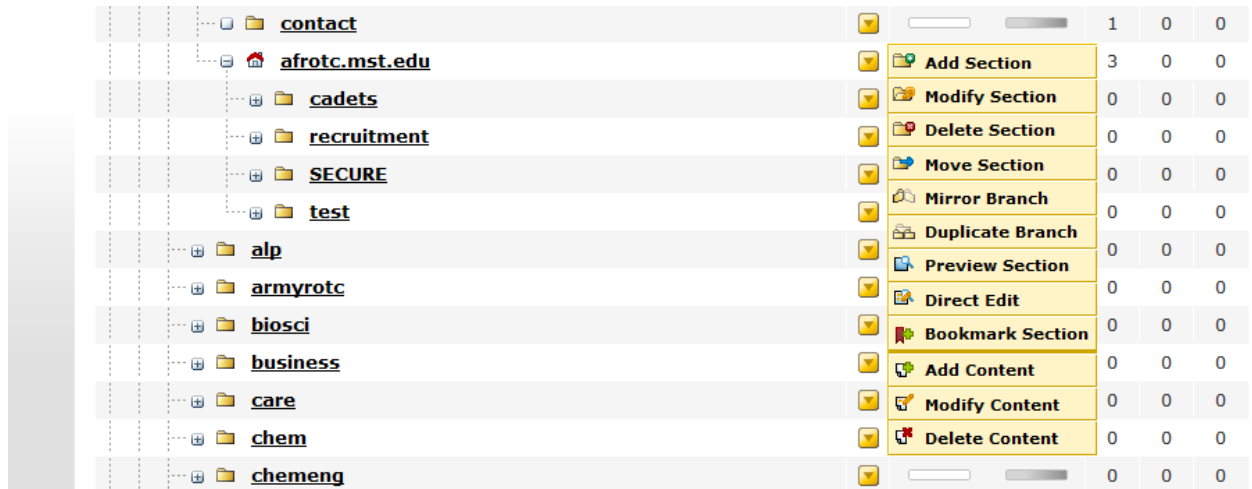 contact 1 0 0
afrotc.mst.edu Add Section 3 0 0
cadets Modify Section 0 0 0
recruitment Delete Section 0 0 0
SECURE Move Section 0 0 0
Mirror Branch
test Duplicate Branch 0 0 0
alp Preview Section 0 0 0
armyrotc Direct Edit 0 0 0
biosci Bookmark Section 0 0 0
business Add Content 0 0 0
care Modify Content 0 0 0
chem Delete Content 0 0 0
chemeng 0 0 0